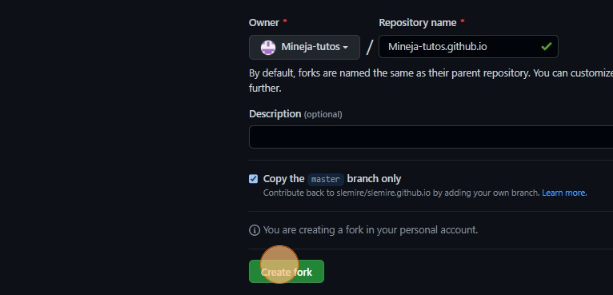 Owner * Repository name *
Mineja-tutos / Mineja-tutos.github.io
By default, forks are named the same as their parent repository. You can customize
further.
Description (optional)
Copy the master branch only
Contribute back to slemire/slemire.github.io by adding your own branch. Learn more.
You are creating a fork in your personal account.
Create fork